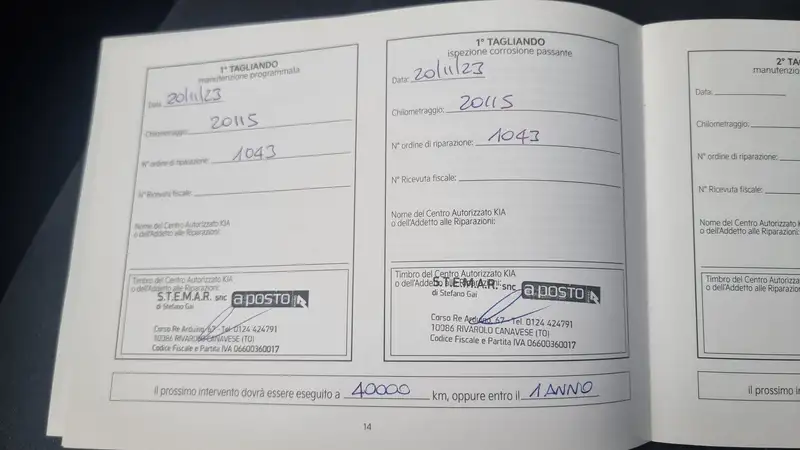 1° TAGLIANDO
manutenzione programmata
Data: 20/11/23
Chilometraggio: 20115
N° ordine di riparazione: 1043
N° Ricevuta fiscale:
Nome del Centro Autorizzato KIA
o dell'Addetto alle Riparazioni:
Timbro del Centro Autorizzato KIA
o dell'Addetto alle Riparazioni:
S.T.E.M.A.R. snc a.POSTO
di Stefano Gai
Corso Re Arduino, 67 - Tel. 0124 424791
10086 RIVAROLO CANAVESE (TO)
Codice Fiscale e Partita IVA 06600360017
1° TAGLIANDO
ispezione corrosione passante
Data: 20/11/23
Chilometraggio: 20115
N° ordine di riparazione: 1043
N° Ricevuta fiscale:
Nome del Centro Autorizzato KIA
o dell'Addetto alle Riparazioni:
Timbro del Centro Autorizzato KIA
o dell'Addetto alle Riparazioni:
S.T.E.M.A.R. snc a.POSTO
di Stefano Gai
Corso Re Arduino, 67 - Tel. 0124 424791
10086 RIVAROLO CANAVESE (TO)
Codice Fiscale e Partita IVA 06600360017
il prossimo intervento dovrà essere eseguito a 40000 km, oppure entro il 1 ANNO
14
2° TAG
manutenzio
Data:
Chilometraggio:
N° ordine di riparazione:
N° Ricevuta fiscale:
Nome del Centro Autorizzato K
o dell'Addetto alle Riparazioni:
Timbro del Centro Autorizzato
o dell'Addetto alle Riparazioni:
il prossimo in